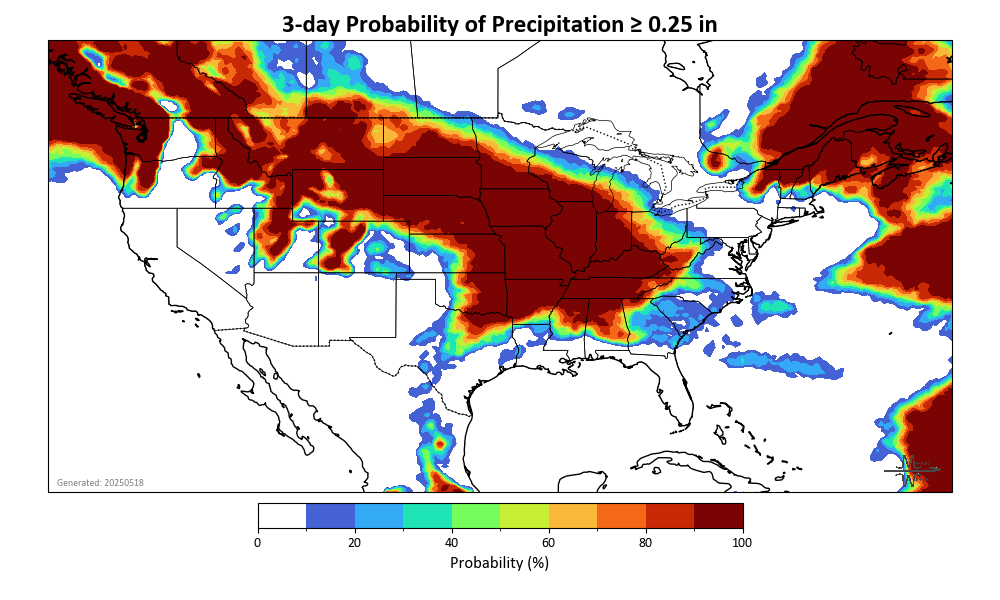 3-day Probability of Precipitation ≥ 0.25 in
Generated: 20250518
0 20 40 60 80 100
Probability (%)